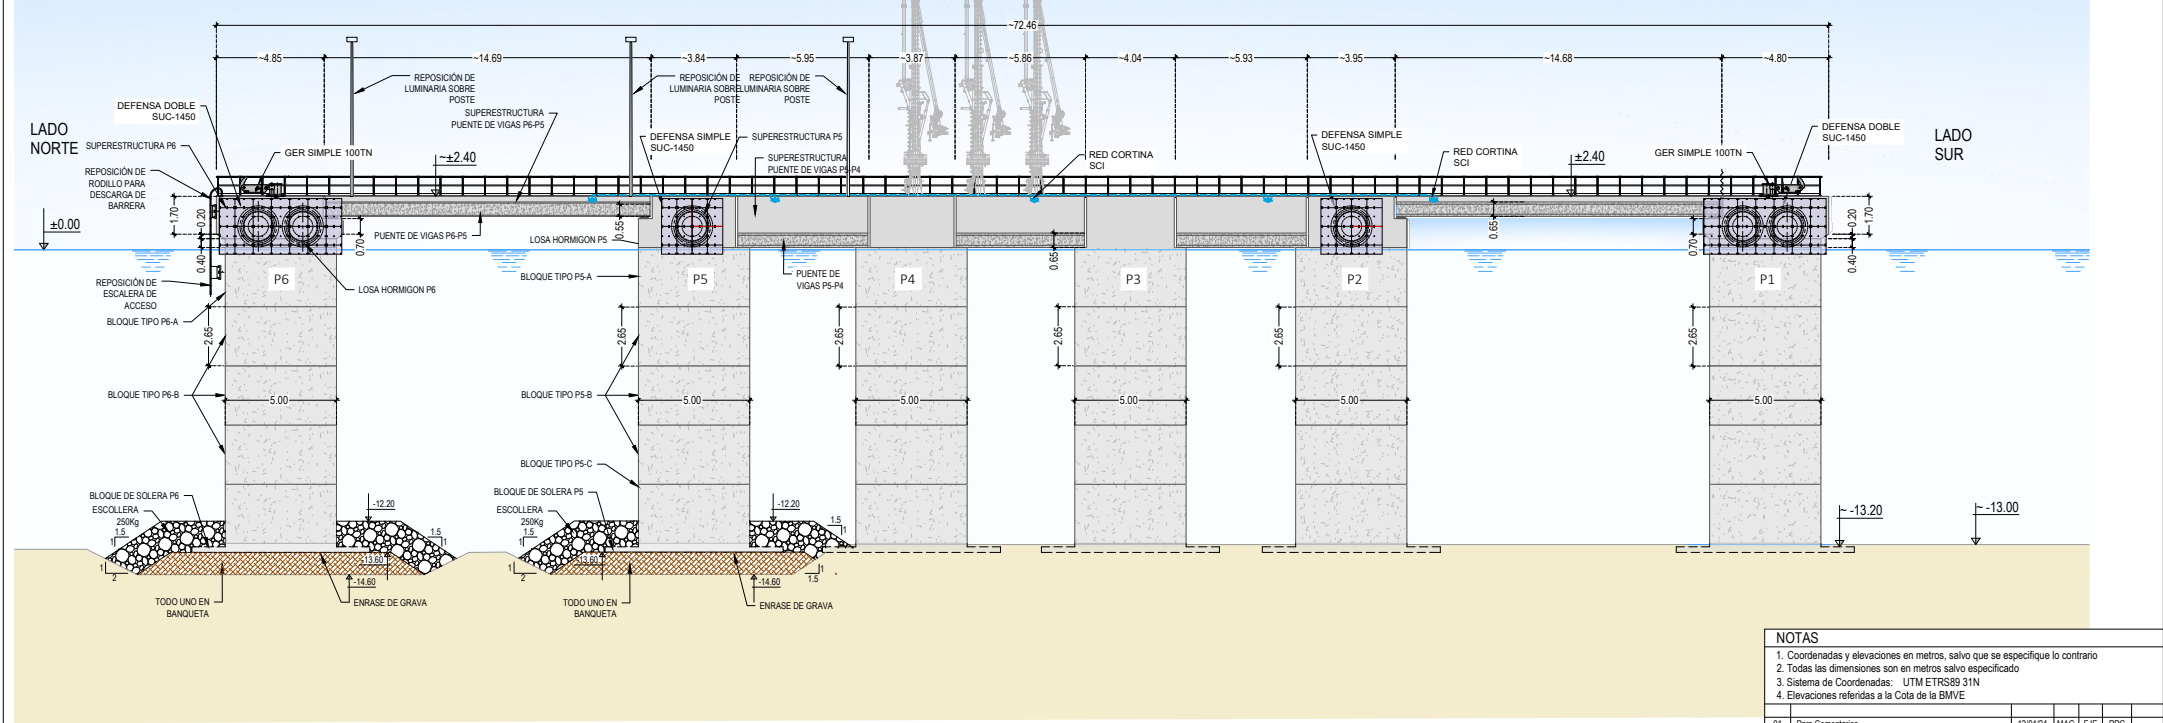 ~72.46
~4.85
~14.69
~3.84
~5.95
~3.87
~5.86
~4.04
~5.93
~3.95
~14.68
~4.80
REPOSICIÓN DE
LUMINARIA SOBRE
POSTE
REPOSICIÓN DE
LUMINARIA SOBRE
POSTE
REPOSICIÓN DE
LUMINARIA SOBRE
POSTE
DEFENSA DOBLE
SUC-1450
SUPERESTRUCTURA
PUENTE DE VIGAS P6-P5
LADO
NORTE
SUPERESTRUCTURA P6
GER SIMPLE 100TN
~±2.40
DEFENSA SIMPLE
SUC-1450
SUPERESTRUCTURA P5
SUPERESTRUCTURA
PUENTE DE VIGAS P5-P4
RED CORTINA
SCI
DEFENSA SIMPLE
SUC-1450
RED CORTINA
SCI
±2.40
GER SIMPLE 100TN
DEFENSA DOBLE
SUC-1450
LADO
SUR
REPOSICIÓN DE
RODILLO PARA
DESCARGA DE
BARRERA
±0.00
1.70
0.20
0.40
0.70
PUENTE DE VIGAS P6-P5
0.55
LOSA HORMIGON P5
0.65
0.65
0.70
0.20
1.70
0.40
REPOSICIÓN DE
ESCALERA DE
ACCESO
P6
LOSA HORMIGON P6
BLOQUE TIPO P5-A
P5
PUENTE DE
VIGAS P5-P4
P4
P3
P2
P1
BLOQUE TIPO P6-A
2.65
2.65
2.65
2.65
2.65
2.65
BLOQUE TIPO P6-B
5.00
BLOQUE TIPO P5-B
5.00
5.00
5.00
5.00
5.00
BLOQUE TIPO P5-C
BLOQUE DE SOLERA P6
ESCOLLERA
250Kg
1.5
1
-12.20
1.5
1
BLOQUE DE SOLERA P5
ESCOLLERA
250Kg
1.5
1
-12.20
1.5
1
~ -13.20
~ -13.00
1
2
-13.60
-14.60
1
2
-13.60
-14.60
1
1.5
TODO UNO EN
BANQUETA
ENRASE DE GRAVA
TODO UNO EN
BANQUETA
ENRASE DE GRAVA
NOTAS
1. Coordenadas y elevaciones en metros, salvo que se especifique lo contrario
2. Todas las dimensiones son en metros salvo especificado
3. Sistema de Coordenadas: UTM ETRS89 31N
4. Elevaciones referidas a la Cota de la BMVE